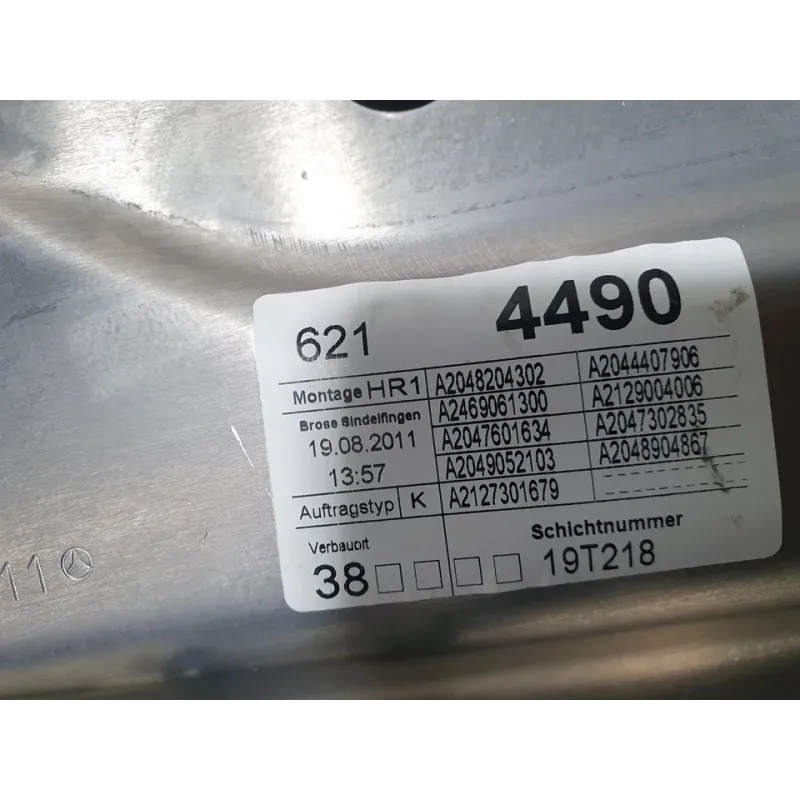 621 4490
Montage HR1 A2048204302 A2044407906
Brose Sindelfingen A2469061300 A2129004006
19.08.2011 A2047601634 A2047302835
13:57 A2049052103 A2048904867
Auftragstyp K A2127301679
Verbauort Schichtnummer
38 19T218
11